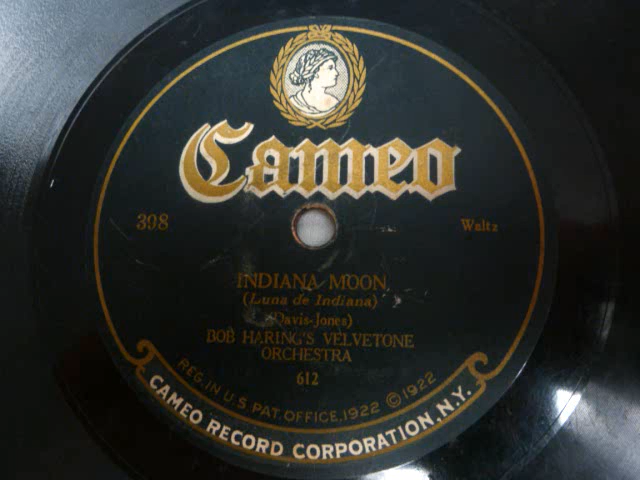 Cameo
398
Waltz
INDIANA MOON
(Luna de Indiana)
(Davis-Jones)
BOB HARING'S VELVETONE
ORCHESTRA
612
REG. IN U.S. PAT. OFFICE, 1922 © 1922
CAMEO RECORD CORPORATION, N.Y.